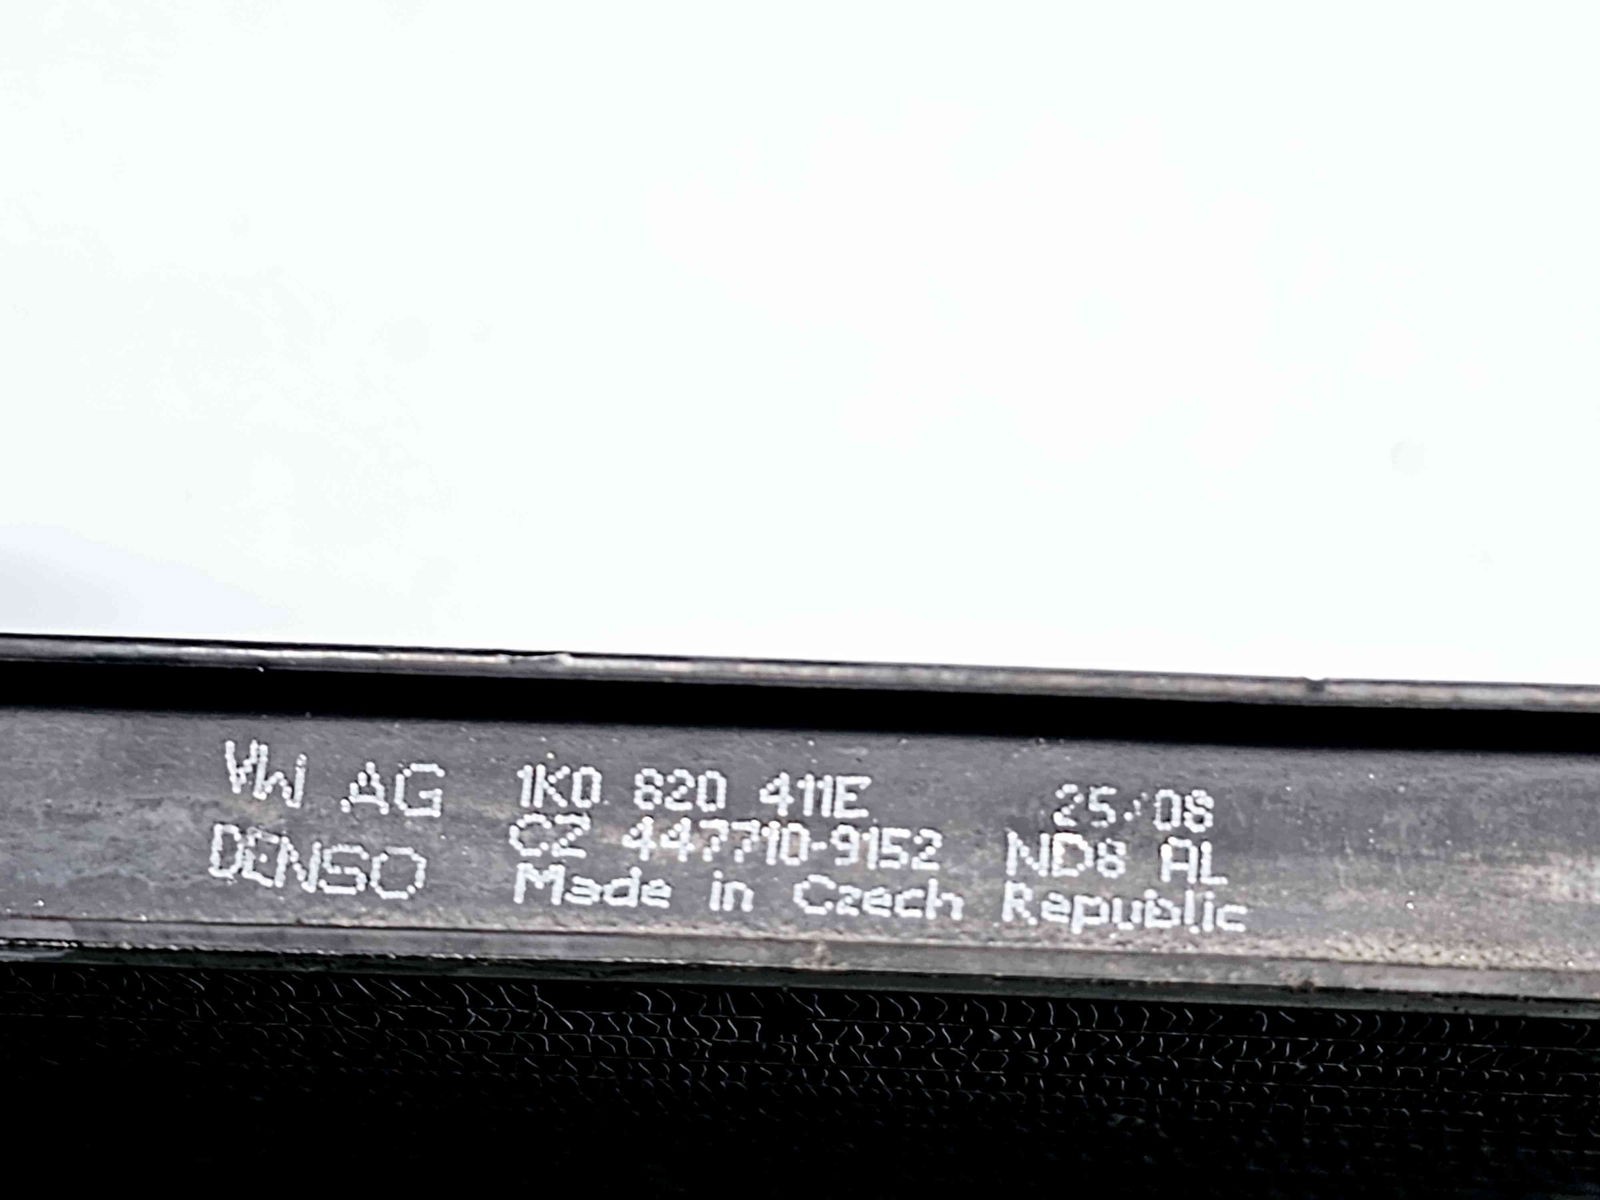 VW AG 1K0 820 411E 25/08
DENSO CZ 447710-9152 ND8 AL
Made in Czech Republic